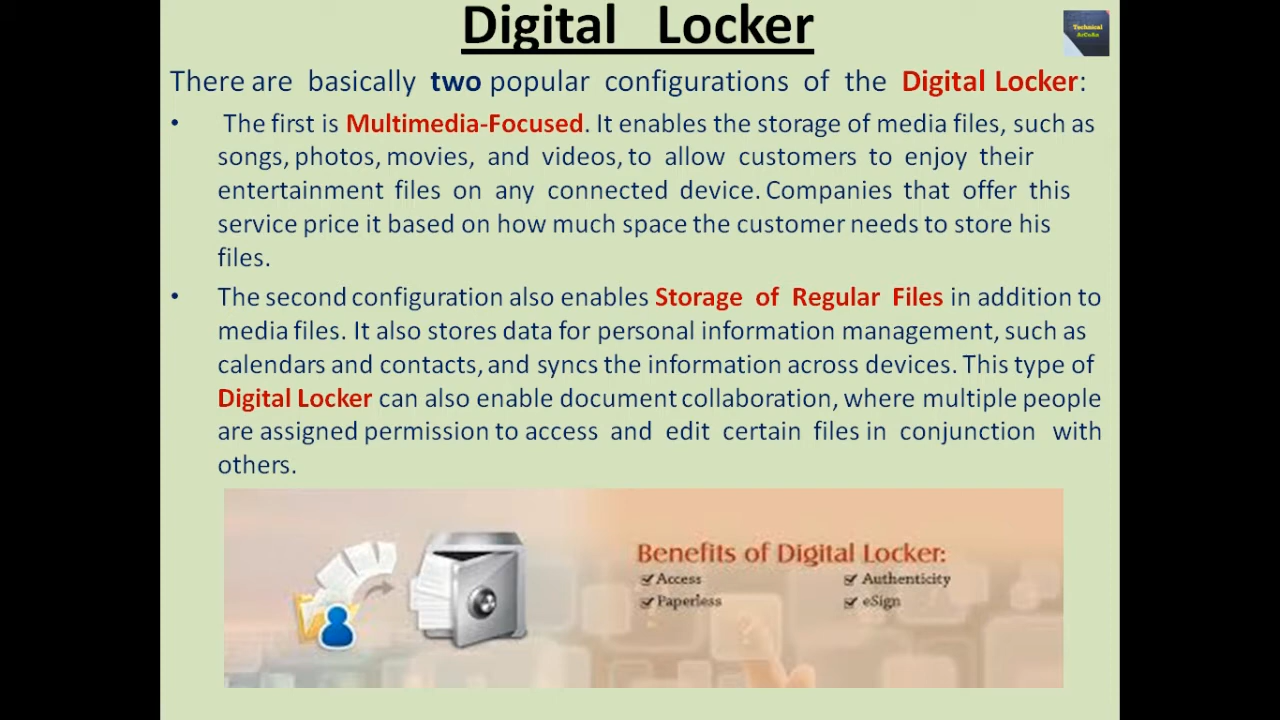 Digital Locker
Technical
ArCuAs
There are basically two popular configurations of the Digital Locker:
• The first is Multimedia-Focused. It enables the storage of media files, such as
songs, photos, movies, and videos, to allow customers to enjoy their
entertainment files on any connected device. Companies that offer this
service price it based on how much space the customer needs to store his
files.
• The second configuration also enables Storage of Regular Files in addition to
media files. It also stores data for personal information management, such as
calendars and contacts, and syncs the information across devices. This type of
Digital Locker can also enable document collaboration, where multiple people
are assigned permission to access and edit certain files in conjunction with
others.
Benefits of Digital Locker:
Access
Authenticity
Paperless
eSign